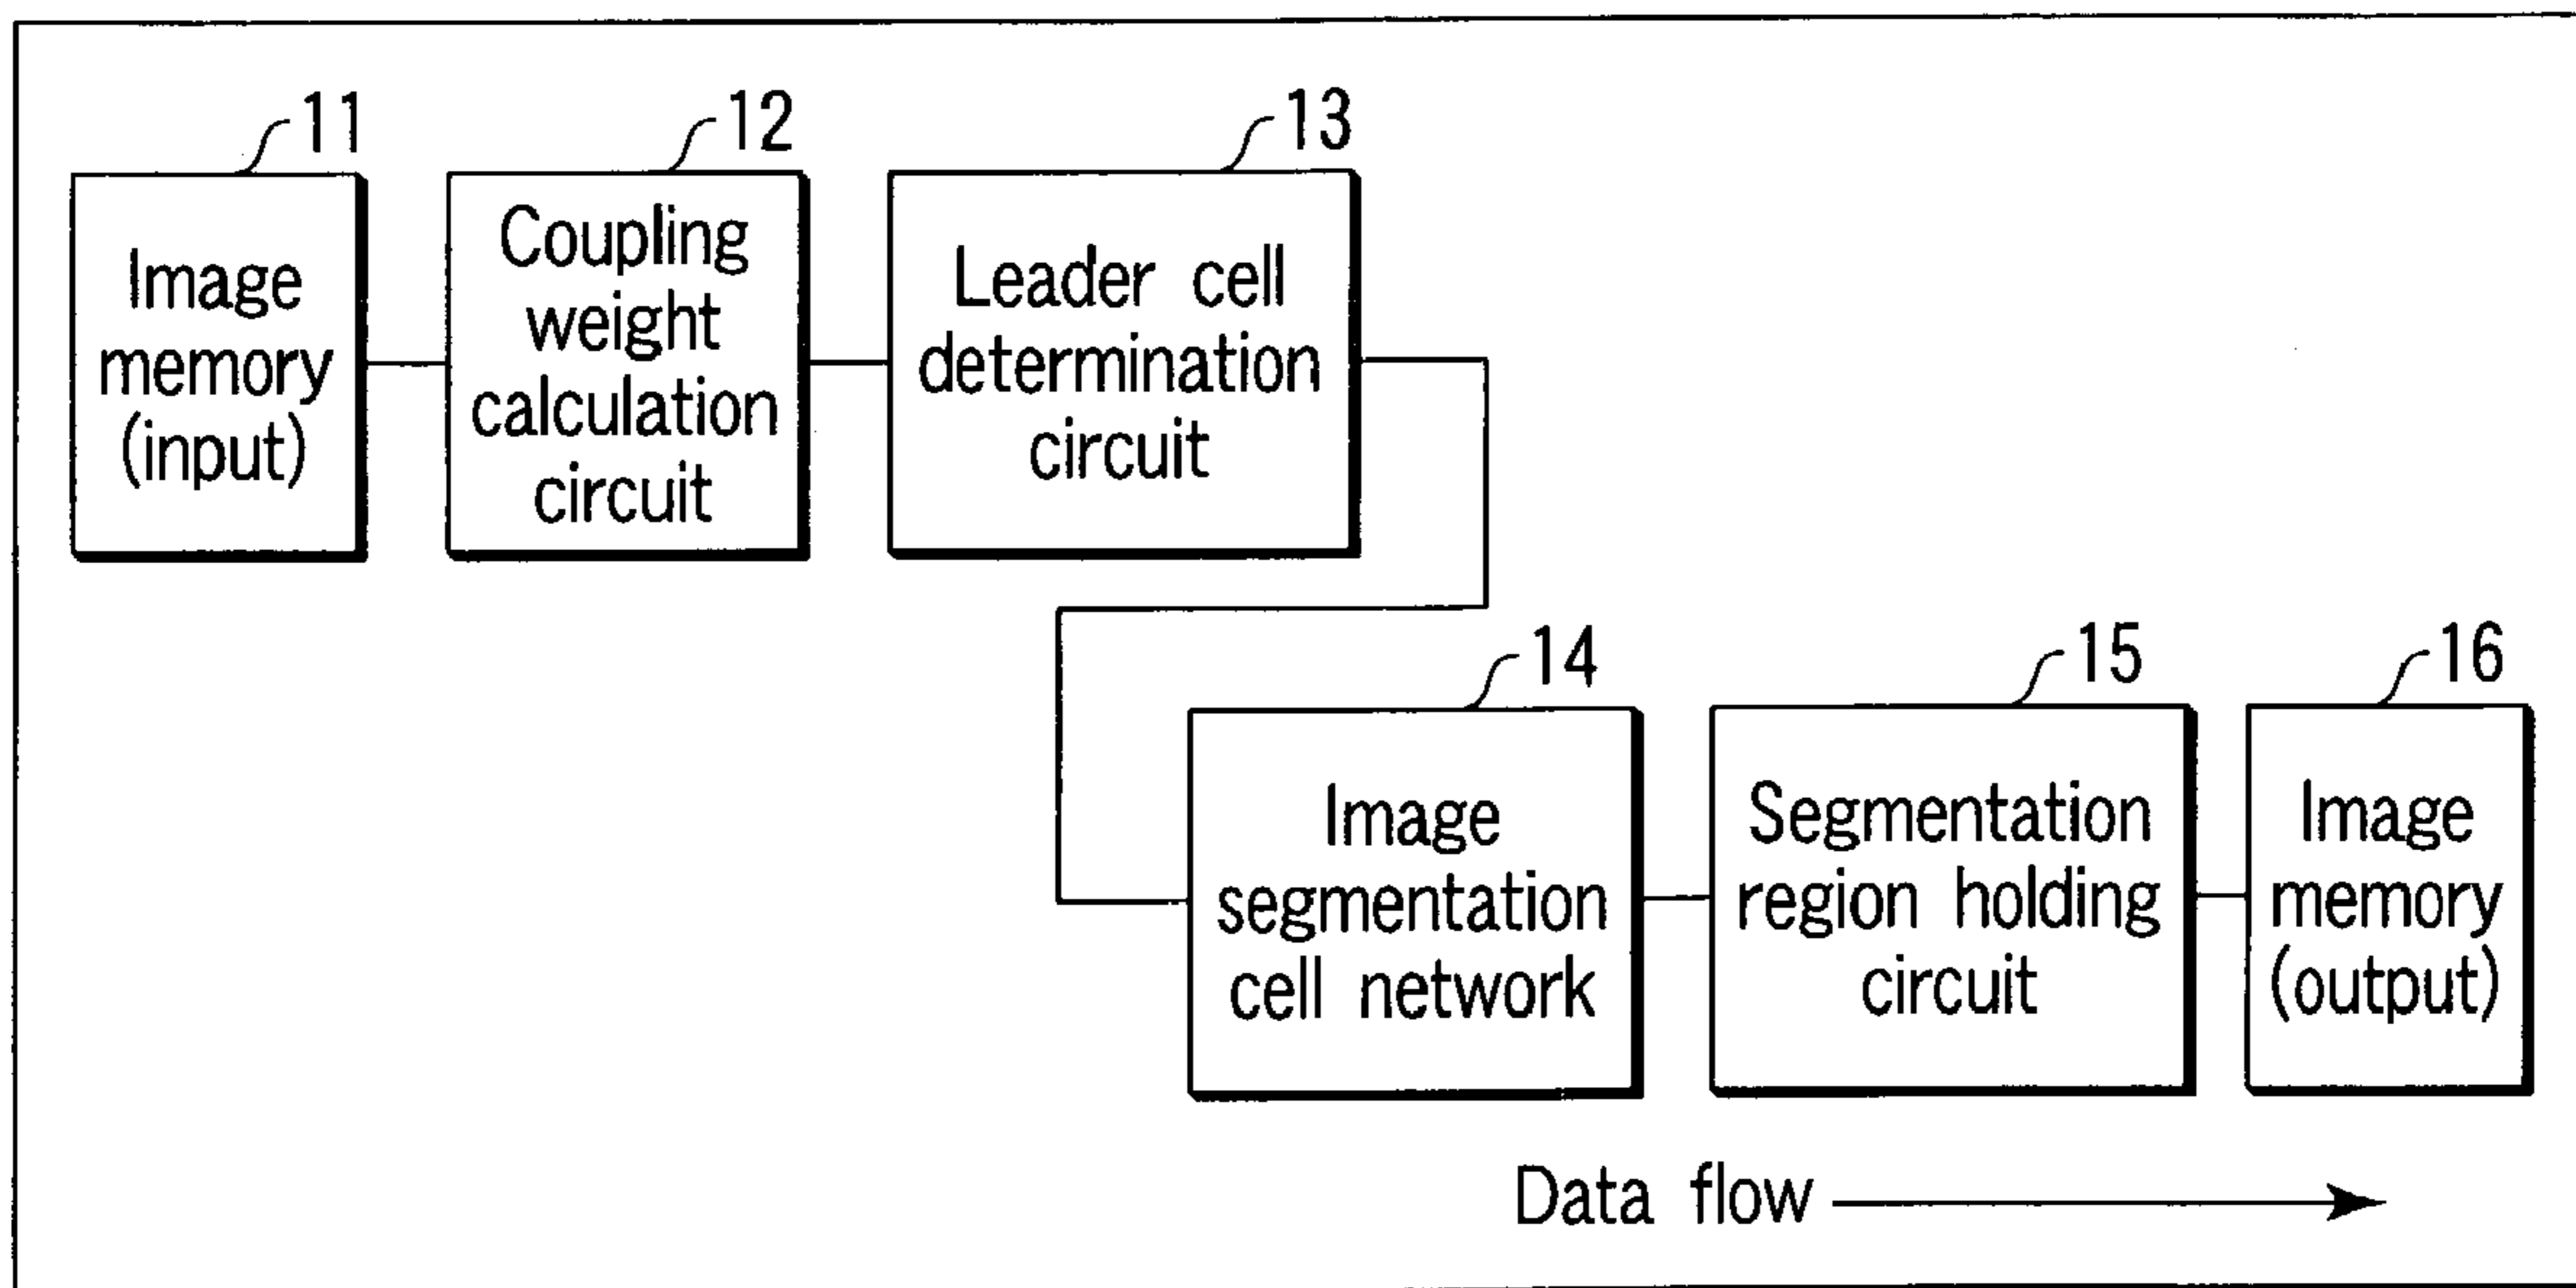 11
12
13
Image
memory
(input)
Coupling
weight
calculation
circuit
Leader cell
determination
circuit
14
15
16
Image
segmentation
cell network
Segmentation
region holding
circuit
Image
memory
(output)
Data flow